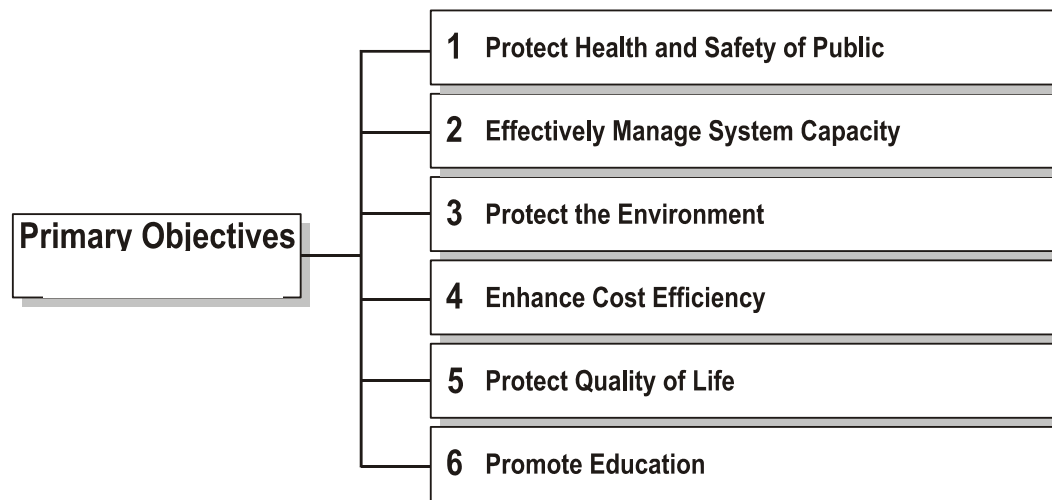 Primary Objectives
1 Protect Health and Safety of Public
2 Effectively Manage System Capacity
3 Protect the Environment
4 Enhance Cost Efficiency
5 Protect Quality of Life
6 Promote Education